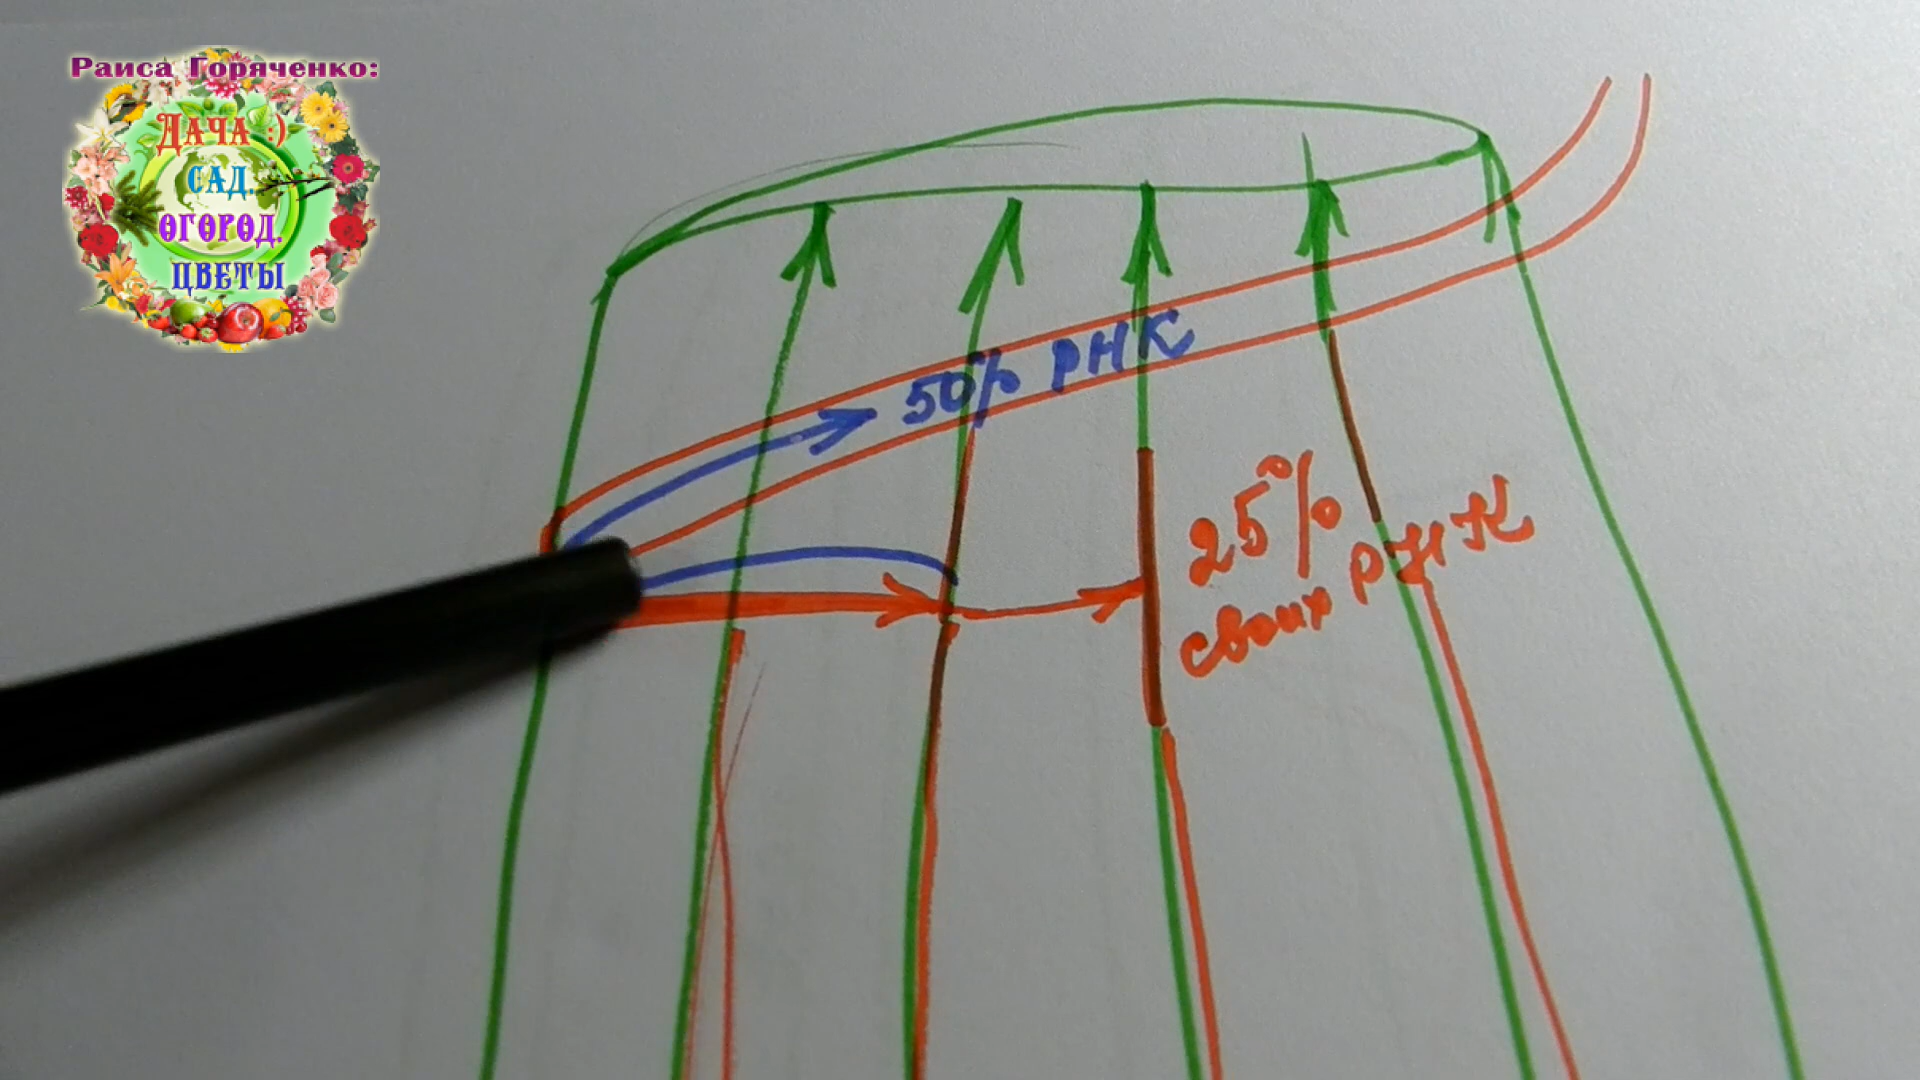 Раиса Горяченко:
Дача :)
сад.
огород.
цветы
50% РНК
25%
своих РНК